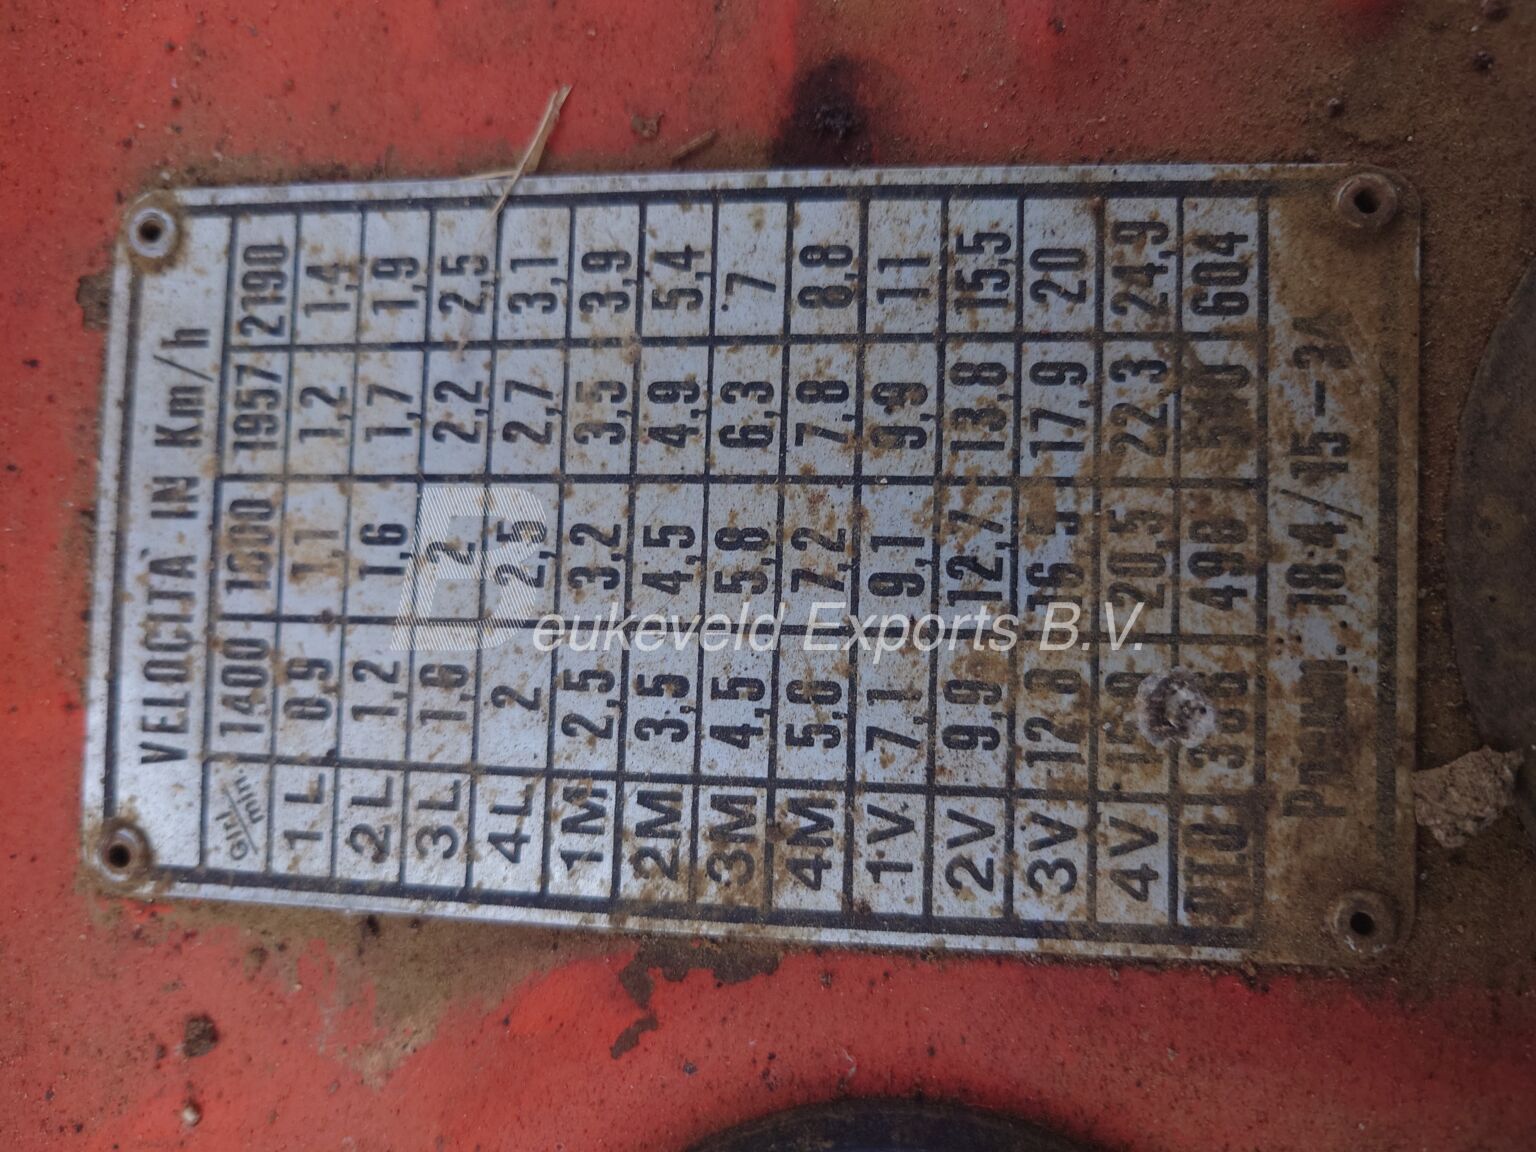 VELOCITÀ IN Km/h
Giri/min. 1400 1800 1957 2190
1L 0,9 1,1 1,2 1,4
2L 1,2 1,6 1,7 1,9
3L 1,6 2 2,2 2,5
4L 2 2,5 2,7 3,1
1M 2,5 3,2 3,5 3,9
2M 3,5 4,5 4,9 5,4
3M 4,5 5,8 6,3 7
4M 5,6 7,2 7,8 8,8
1V 7,1 9,1 9,9 11
2V 9,9 12,7 13,8 15,5
3V 12,8 16,5 17,9 20
4V 20,5 22,3 24,9
498 604
18:4/15-24
Beukeveld Exports B.V.